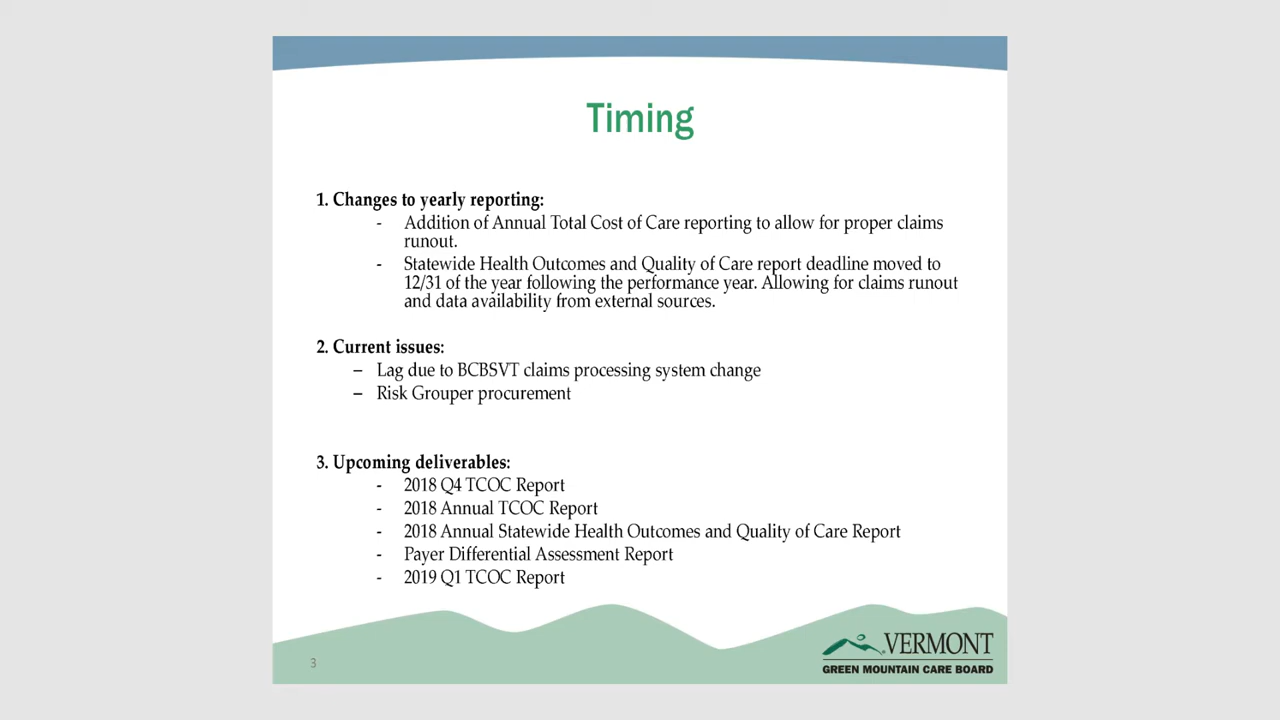 Timing
1. Changes to yearly reporting:
- Addition of Annual Total Cost of Care reporting to allow for proper claims
runout.
- Statewide Health Outcomes and Quality of Care report deadline moved to
12/31 of the year following the performance year. Allowing for claims runout
and data availability from external sources.
2. Current issues:
– Lag due to BCBSVT claims processing system change
– Risk Grouper procurement
3. Upcoming deliverables:
- 2018 Q4 TCOC Report
- 2018 Annual TCOC Report
- 2018 Annual Statewide Health Outcomes and Quality of Care Report
- Payer Differential Assessment Report
- 2019 Q1 TCOC Report
3
VERMONT
GREEN MOUNTAIN CARE BOARD